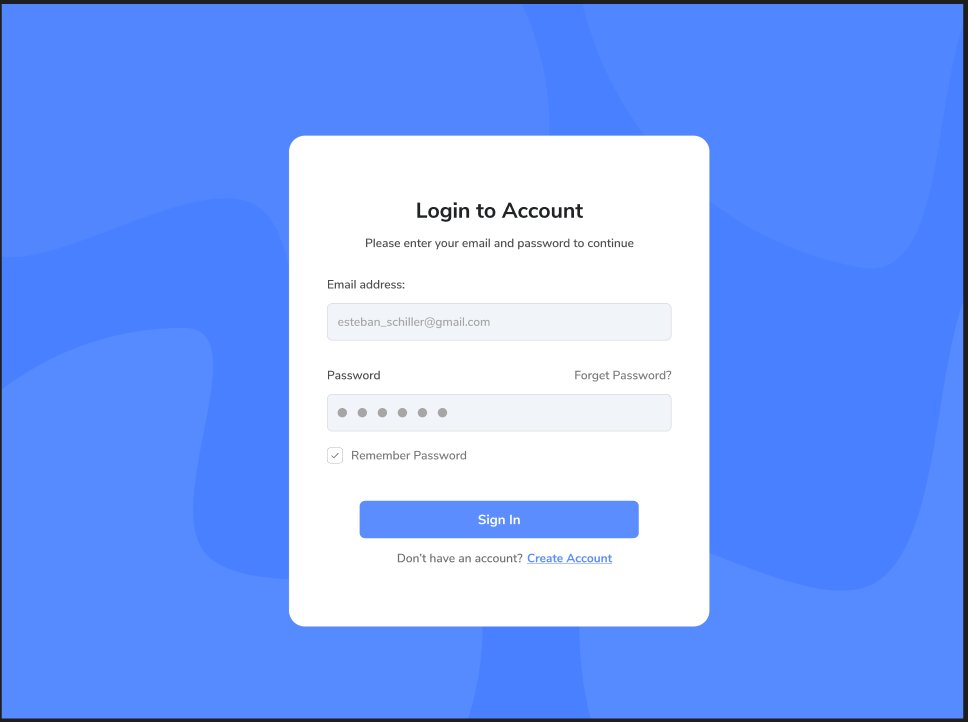 Login to Account
Please enter your email and password to continue
Email address:
esteban_schiller@gmail.com
Password
Forget Password?
Remember Password
Sign In
Don't have an account? Create Account